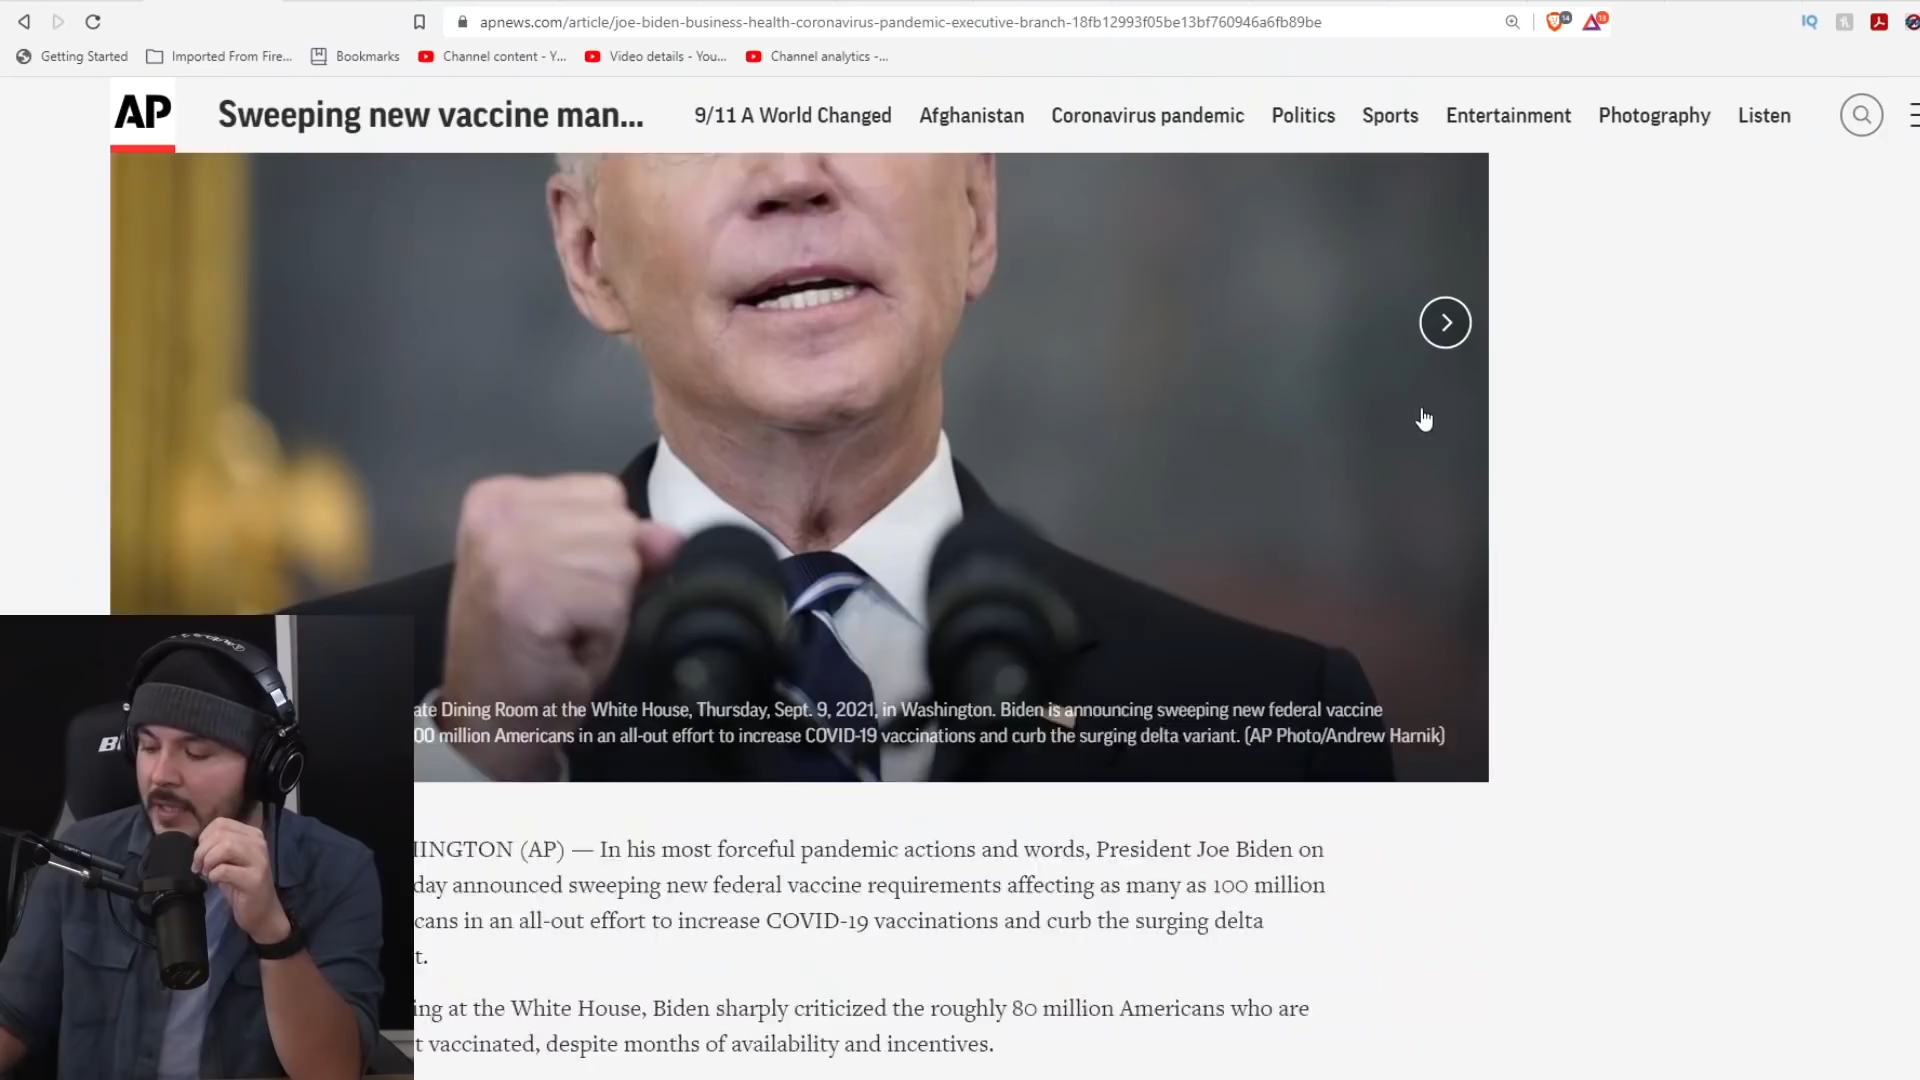 apnews.com/article/joe-biden-business-health-coronavirus-pandemic-executive-branch-18fb12993f05be13bf760946a6fb89be
14
13
IQ
Getting Started
Imported From Fire...
Bookmarks
Channel content - Y...
Video details - You...
Channel analytics -...
AP
Sweeping new vaccine man...
9/11 A World Changed
Afghanistan
Coronavirus pandemic
Politics
Sports
Entertainment
Photography
Listen
ate Dining Room at the White House, Thursday, Sept. 9, 2021, in Washington. Biden is announcing sweeping new federal vaccine
00 million Americans in an all-out effort to increase COVID-19 vaccinations and curb the surging delta variant. (AP Photo/Andrew Harnik)
INGTON (AP) — In his most forceful pandemic actions and words, President Joe Biden on
day announced sweeping new federal vaccine requirements affecting as many as 100 million
cans in an all-out effort to increase COVID-19 vaccinations and curb the surging delta
t.
ing at the White House, Biden sharply criticized the roughly 80 million Americans who are
t vaccinated, despite months of availability and incentives.